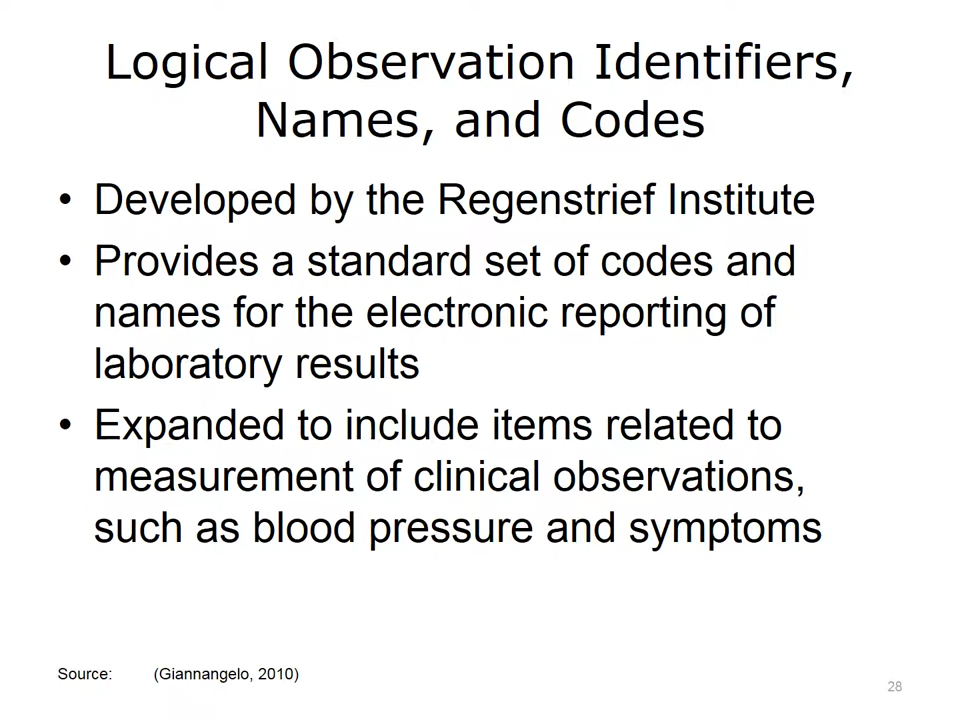 Logical Observation Identifiers,
Names, and Codes
• Developed by the Regenstrief Institute
• Provides a standard set of codes and
names for the electronic reporting of
laboratory results
• Expanded to include items related to
measurement of clinical observations,
such as blood pressure and symptoms
Source: (Giannangelo, 2010)
28